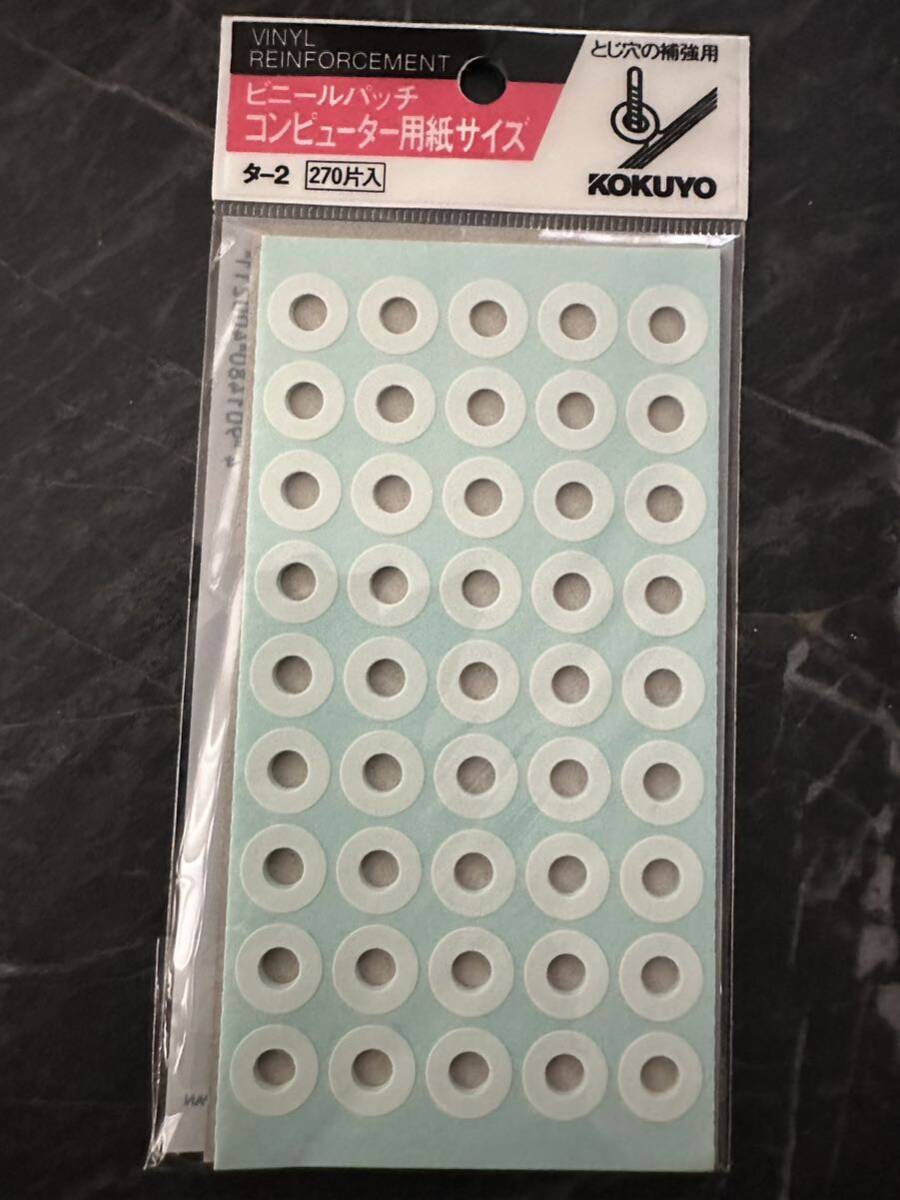 VINYL
REINFORCEMENT
ビニールパッチ
コンピューター用紙サイズ
タ-2 270片入
とじ穴の補強用
KOKUYO